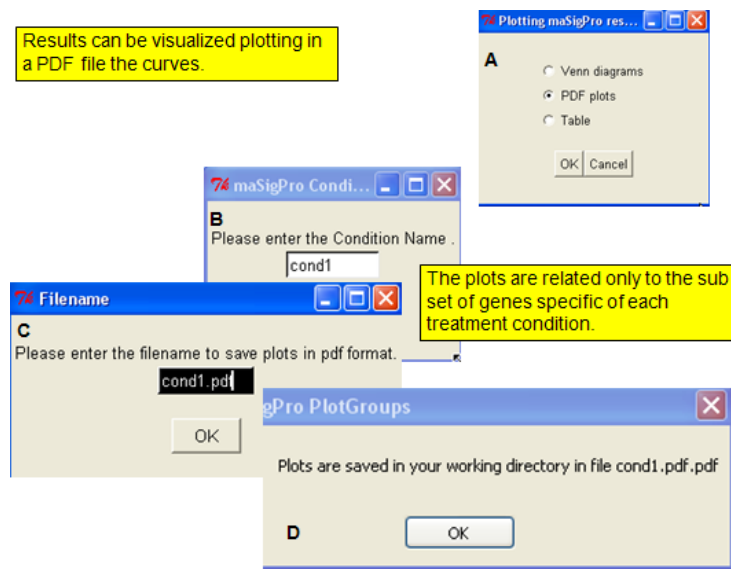 Results can be visualized plotting in
a PDF file the curves.
Plotting maSigPro res...
A
Venn diagrams
PDF plots
Table
OK Cancel
maSigPro Condi...
B
Please enter the Condition Name .
cond1
The plots are related only to the sub
set of genes specific of each
treatment condition.
Filename
C
Please enter the filename to save plots in pdf format.
cond1.pdf
OK
gPro PlotGroups
Plots are saved in your working directory in file cond1.pdf.pdf
D
OK